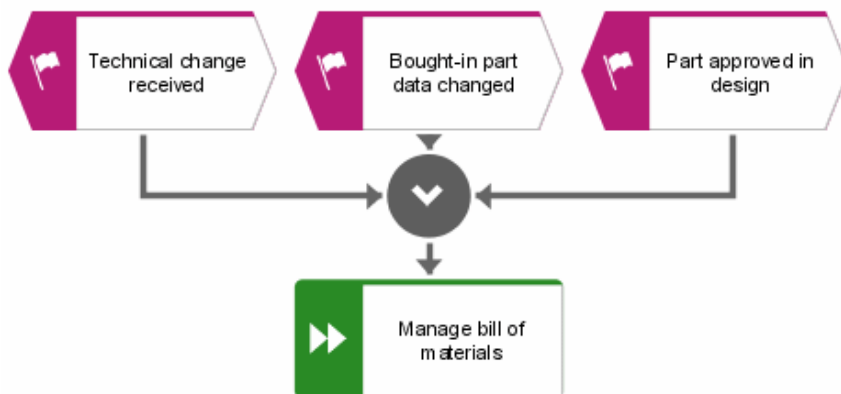 Technical change
received
Bought-in part
data changed
Part approved in
design
Manage bill of
materials